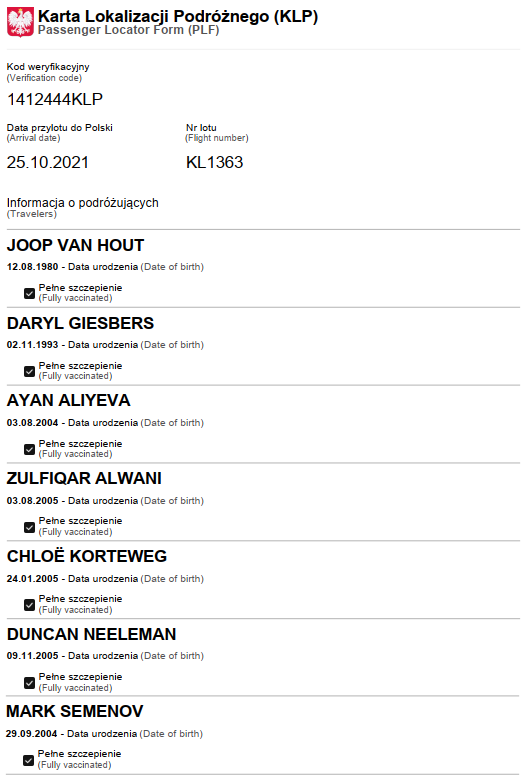 Karta Lokalizacji Podróżnego (KLP)
Passenger Locator Form (PLF)
Kod weryfikacyjny
(Verification code)
1412444KLP
Data przylotu do Polski
(Arrival date)
25.10.2021
Nr lotu
(Flight number)
KL1363
Informacja o podróżujących
(Travelers)
JOOP VAN HOUT
12.08.1980 - Data urodzenia (Date of birth)
Pełne szczepienie
(Fully vaccinated)
DARYL GIESBERS
02.11.1993 - Data urodzenia (Date of birth)
Pełne szczepienie
(Fully vaccinated)
AYAN ALIYEVA
03.08.2004 - Data urodzenia (Date of birth)
Pełne szczepienie
(Fully vaccinated)
ZULFIQAR ALWANI
03.08.2005 - Data urodzenia (Date of birth)
Pełne szczepienie
(Fully vaccinated)
CHLOË KORTEWEG
24.01.2005 - Data urodzenia (Date of birth)
Pełne szczepienie
(Fully vaccinated)
DUNCAN NEELEMAN
09.11.2005 - Data urodzenia (Date of birth)
Pełne szczepienie
(Fully vaccinated)
MARK SEMENOV
29.09.2004 - Data urodzenia (Date of birth)
Pełne szczepienie
(Fully vaccinated)